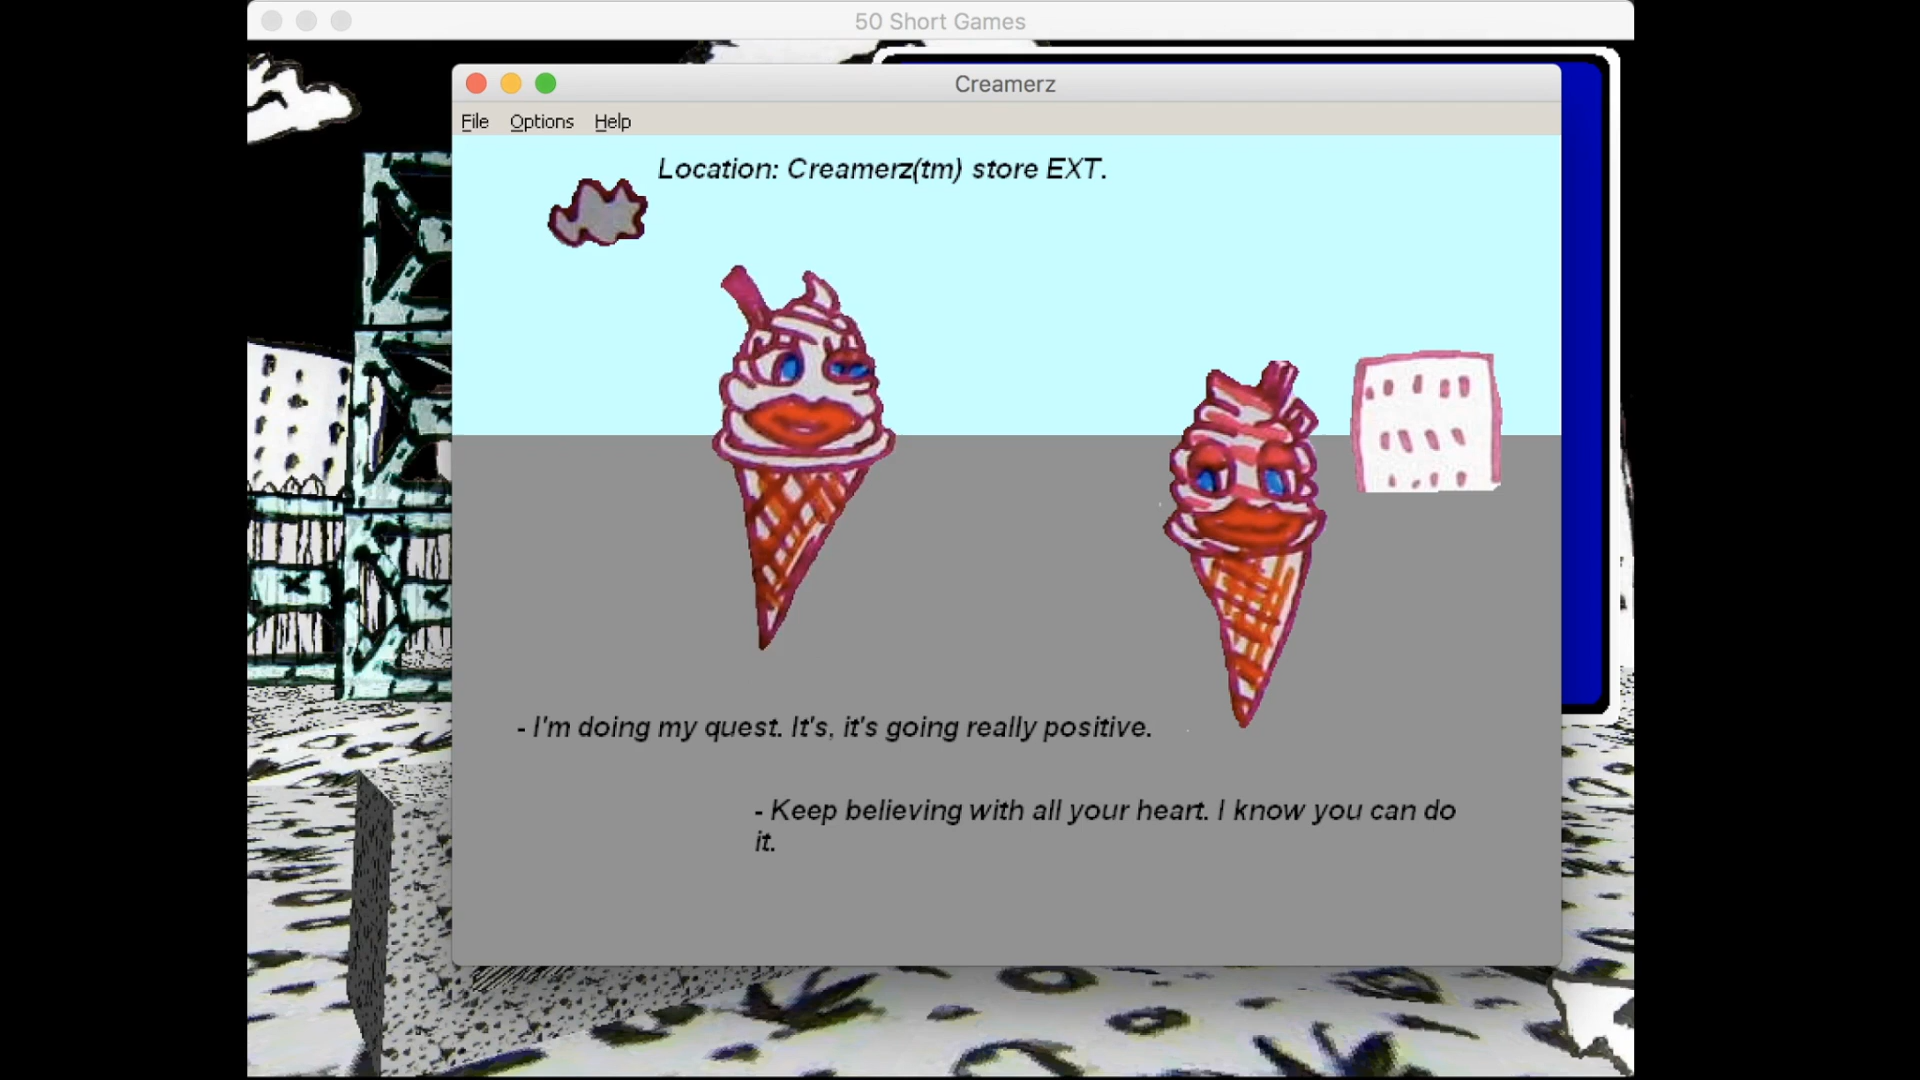 50 Short Games
Creamerz
File Options Help
Location: Creamerz(tm) store EXT.
- I'm doing my quest. It's, it's going really positive.
- Keep believing with all your heart. I know you can do
it.